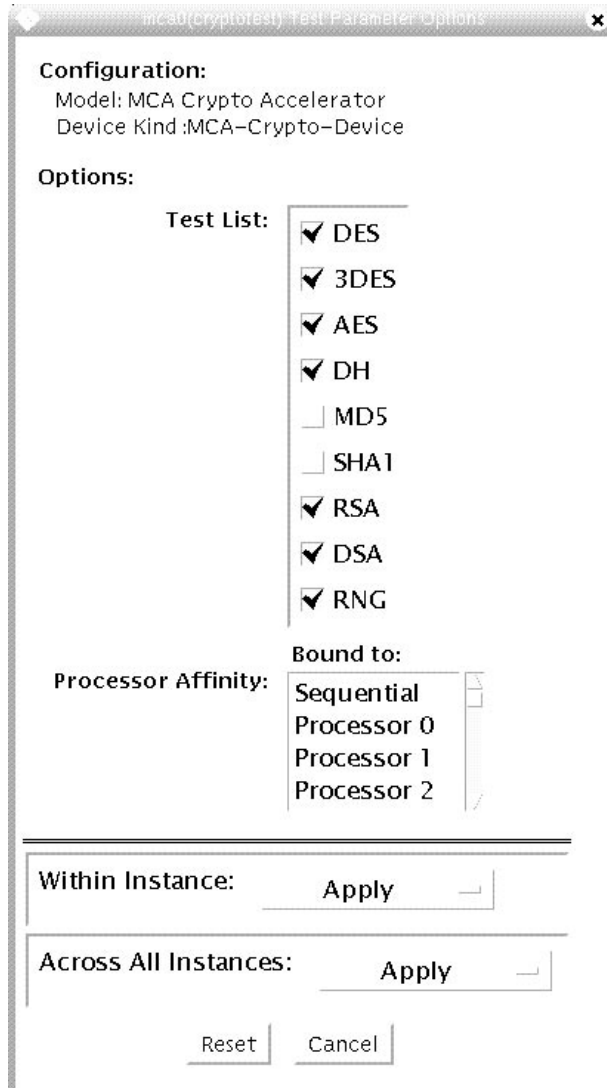 mca0(cryptotest) Test Parameter Options
Configuration:
Model: MCA Crypto Accelerator
Device Kind :MCA-Crypto-Device
Options:
Test List:
DES
3DES
AES
DH
MD5
SHA1
RSA
DSA
RNG
Bound to:
Processor Affinity:
Sequential
Processor 0
Processor 1
Processor 2
Within Instance: Apply
Across All Instances: Apply
Reset Cancel